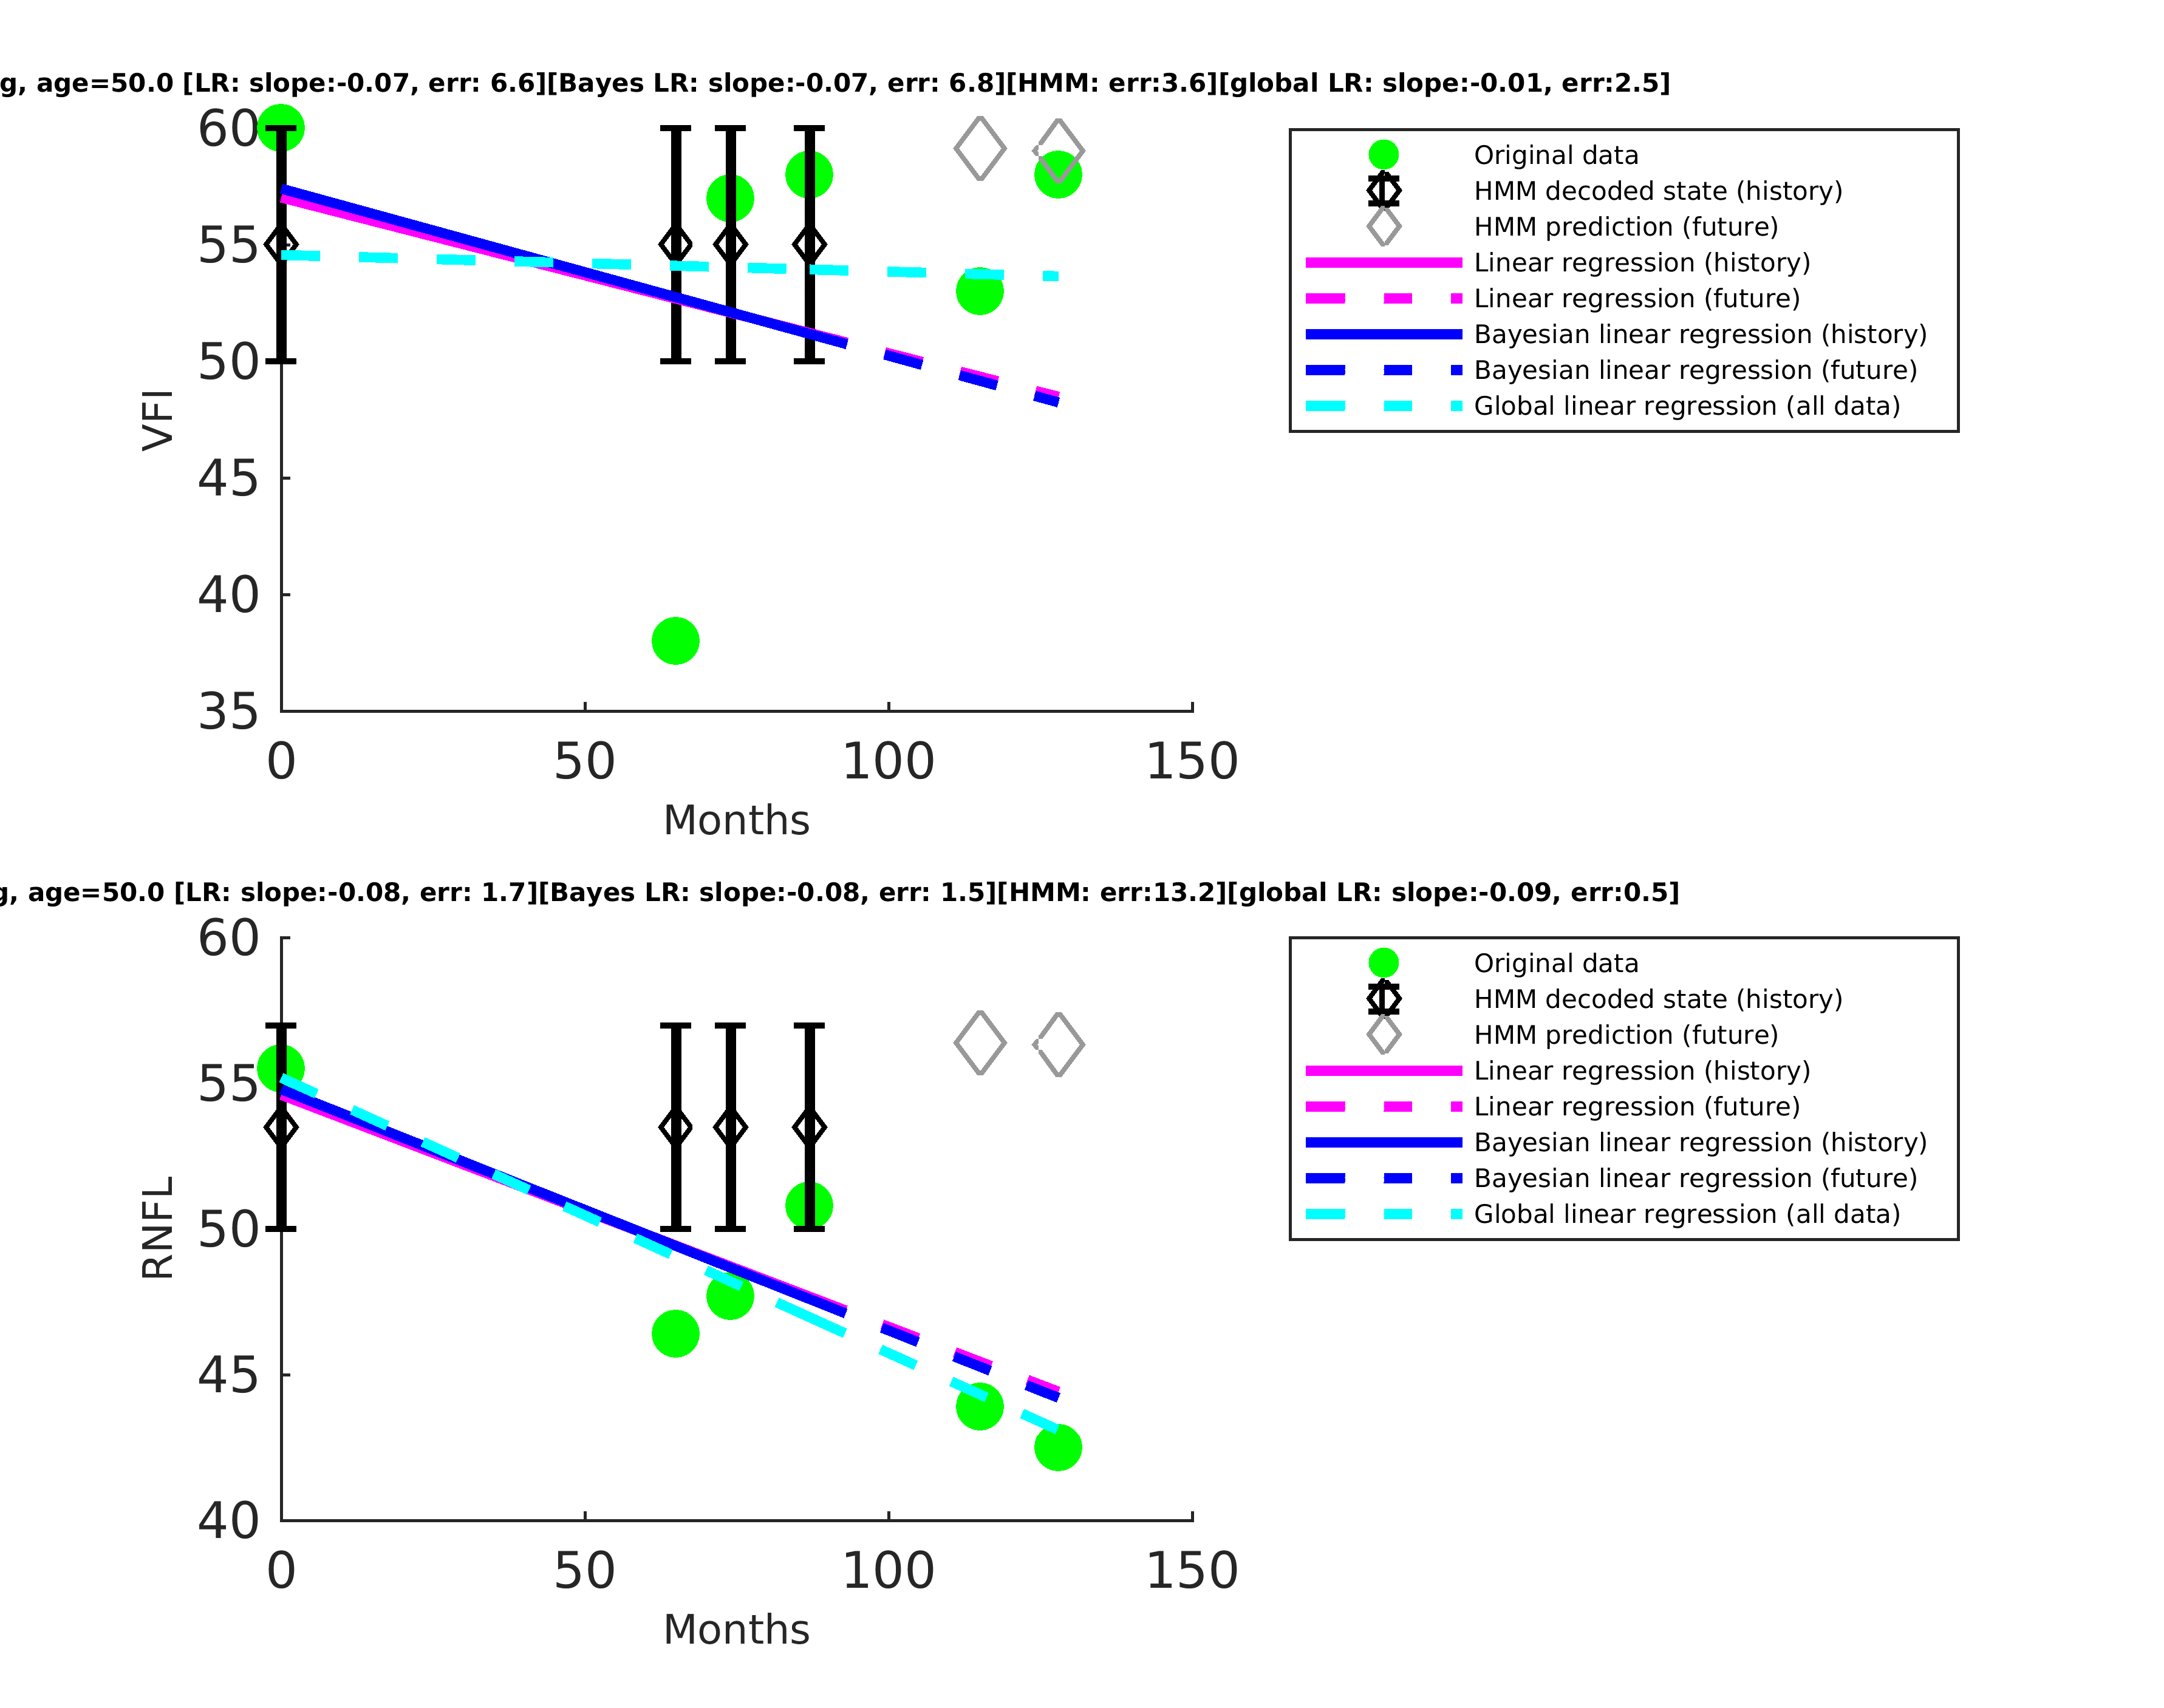 g, age=50.0 [LR: slope:-0.07, err: 6.6][Bayes LR: slope:-0.07, err: 6.8][HMM: err:3.6][global LR: slope:-0.01, err:2.5]
60
55
50
45
40
35
VFI
0 50 100 150
Months
Original data
HMM decoded state (history)
HMM prediction (future)
Linear regression (history)
Linear regression (future)
Bayesian linear regression (history)
Bayesian linear regression (future)
Global linear regression (all data)
g, age=50.0 [LR: slope:-0.08, err: 1.7][Bayes LR: slope:-0.08, err: 1.5][HMM: err:13.2][global LR: slope:-0.09, err:0.5]
60
55
50
45
40
RNFL
0 50 100 150
Months
Original data
HMM decoded state (history)
HMM prediction (future)
Linear regression (history)
Linear regression (future)
Bayesian linear regression (history)
Bayesian linear regression (future)
Global linear regression (all data)